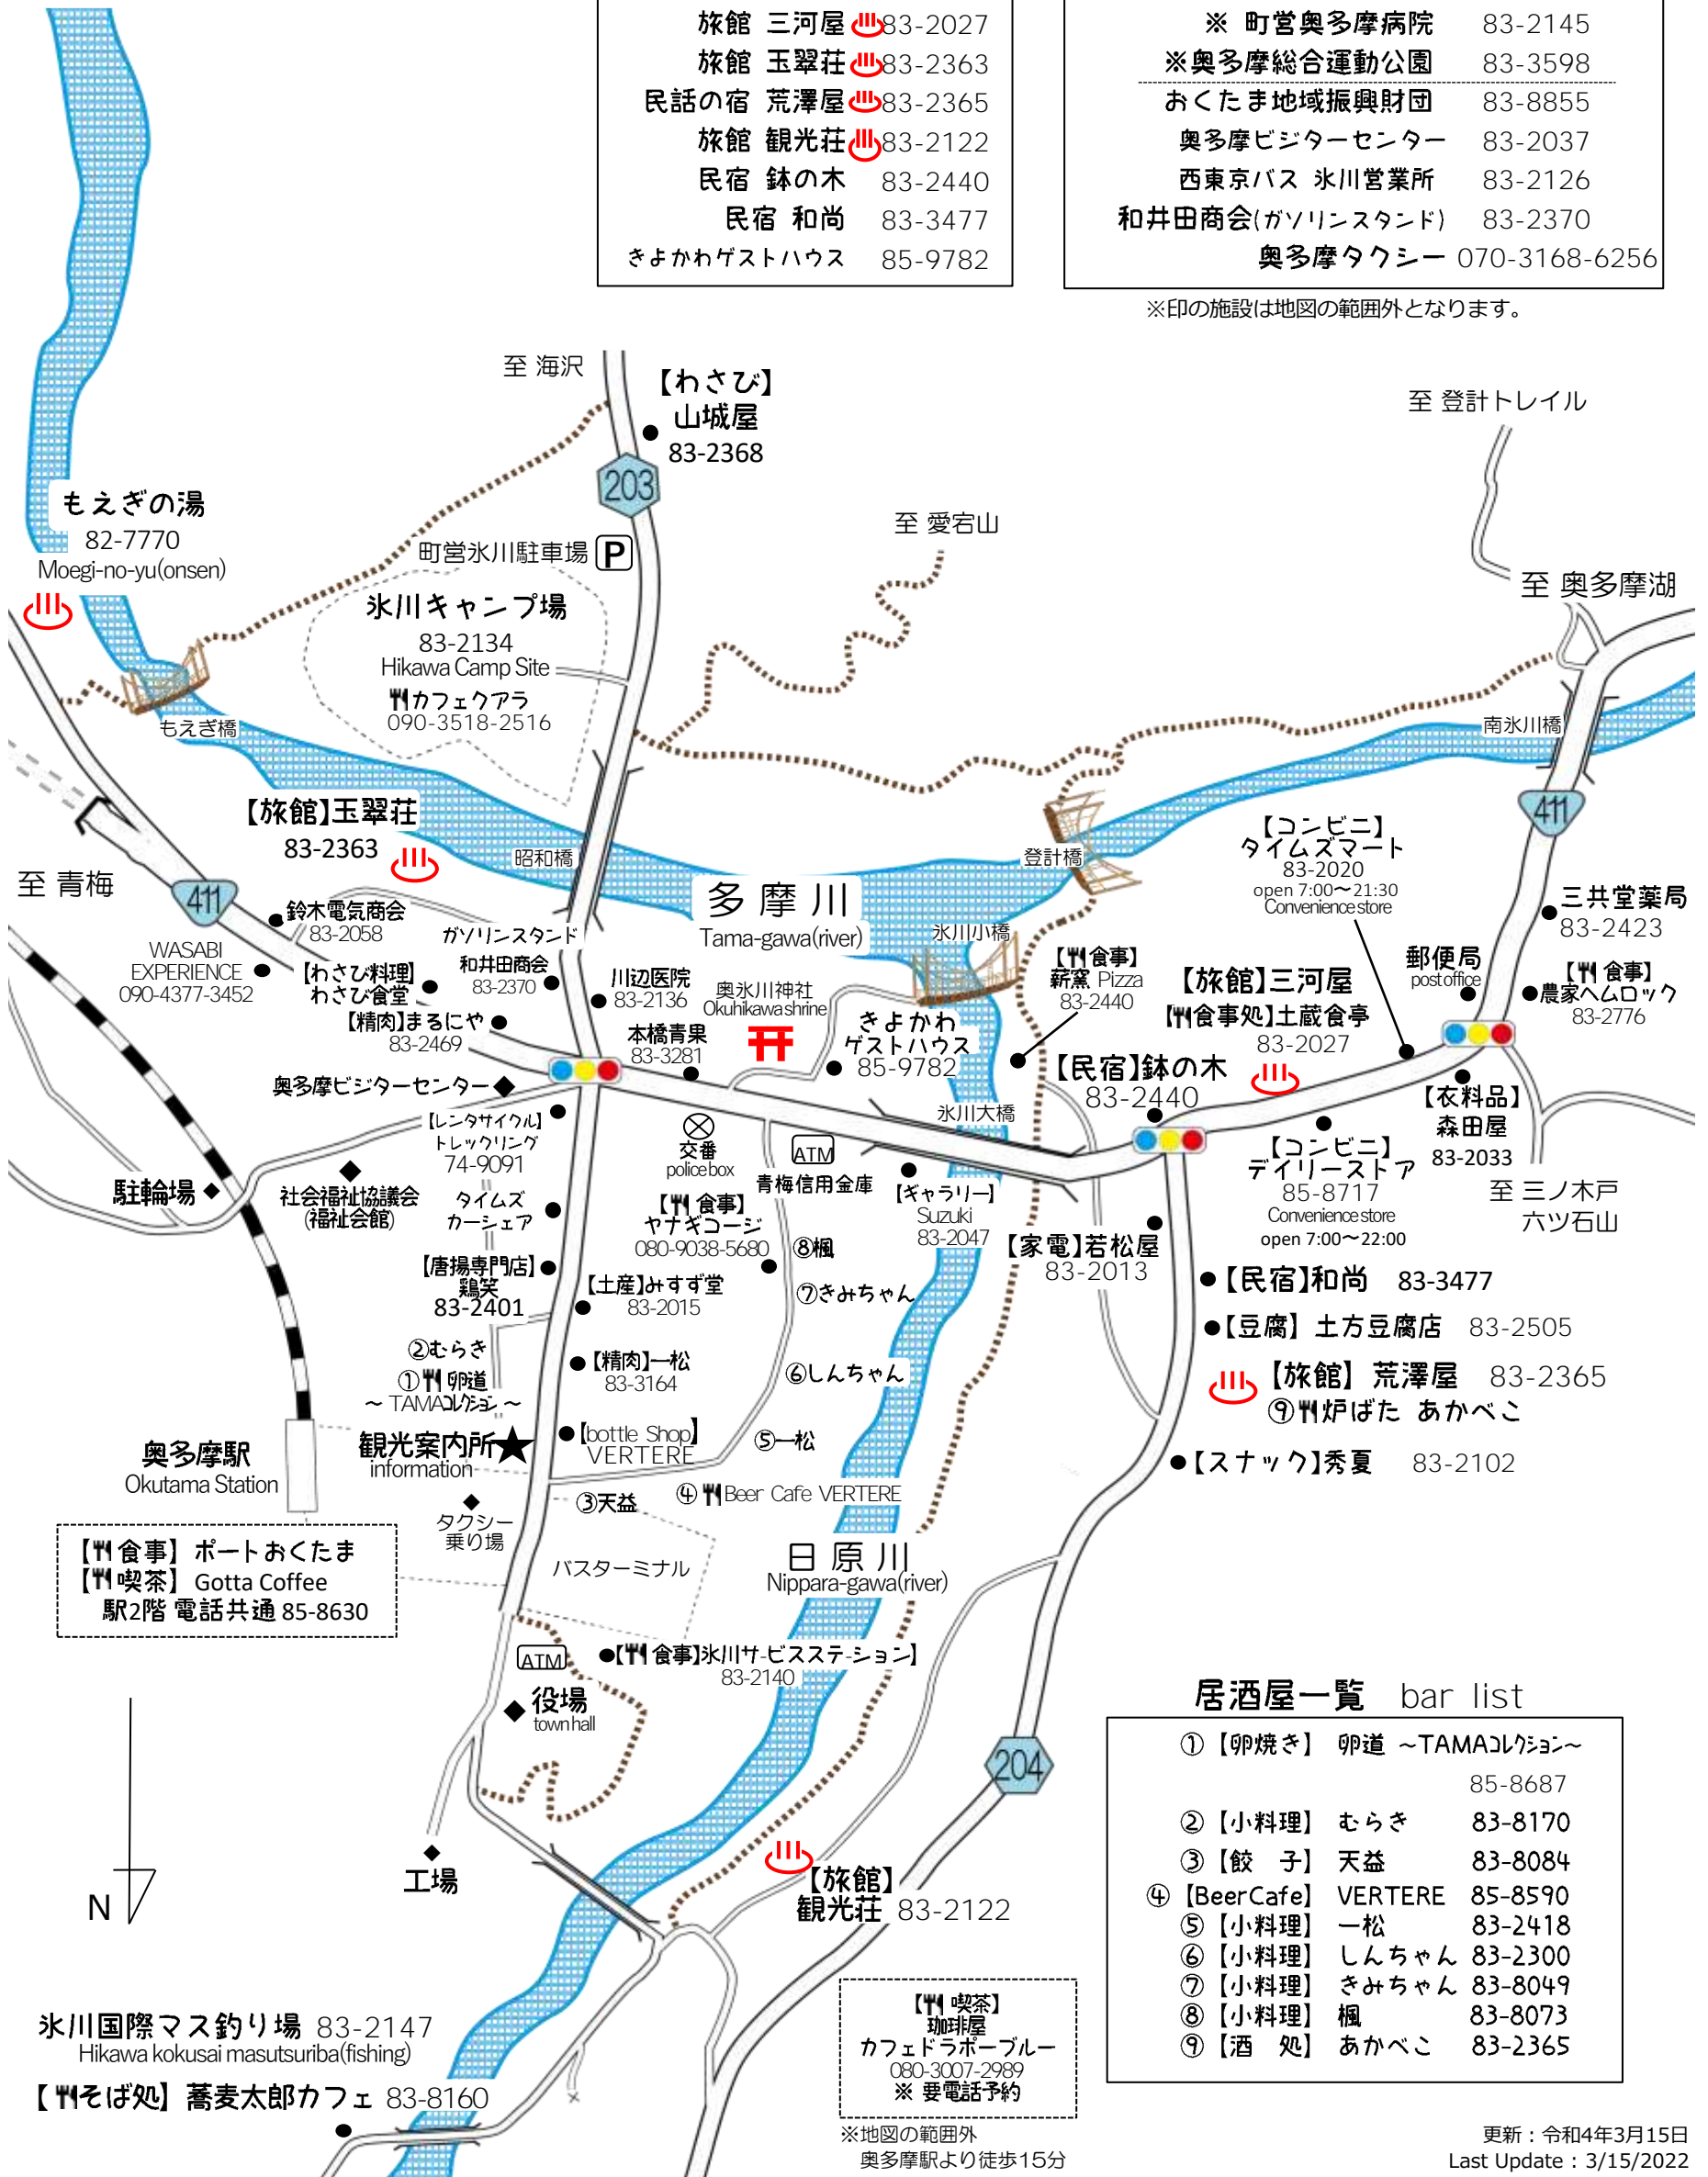 旅館 三河屋 83-2027
旅館 玉翠荘 83-2363
民話の宿 荒澤屋 83-2365
旅館 観光荘 83-2122
民宿 鉢の木 83-2440
民宿 和尚 83-3477
きよかわゲストハウス 85-9782
※ 町営奥多摩病院 83-2145
※奥多摩総合運動公園 83-3598
おくたま地域振興財団 83-8855
奥多摩ビジターセンター 83-2037
西東京バス 氷川営業所 83-2126
和井田商会(ガソリンスタンド) 83-2370
奥多摩タクシー 070-3168-6256
※印の施設は地図の範囲外となります。
至 海沢
【わさび】
山城屋
83-2368
203
至 登計トレイル
もえぎの湯
82-7770
Moegi-no-yu(onsen)
町営氷川駐車場 P
至 愛宕山
至 奥多摩湖
氷川キャンプ場
83-2134
Hikawa Camp Site
カフェクアラ
090-3518-2516
もえぎ橋
南氷川橋
【旅館】玉翠荘
83-2363
昭和橋
登計橋
411
【コンビニ】
タイムズマート
83-2020
open 7:00～21:30
Convenience store
至 青梅
411
多摩川
Tama-gawa(river)
三共堂薬局
83-2423
鈴木電気商会
83-2058
ガソリンスタンド
和井田商会
83-2370
氷川小橋
WASABI
EXPERIENCE
090-4377-3452
【わさび料理】
わさび食堂
川辺医院
83-2136
奥氷川神社
Okuhikawa shrine
【食事】
薪窯 Pizza
83-2440
【旅館】三河屋
【食事処】土蔵食亭
83-2027
郵便局
post office
【食事】
農家ヘムロック
83-2776
【精肉】まるにや
83-2469
本橋青果
83-3281
きよかわ
ゲストハウス
85-9782
【民宿】鉢の木
83-2440
奥多摩ビジターセンター
氷川大橋
【衣料品】
森田屋
83-2033
【レンタサイクル】
トレックリング
74-9091
交番
police box
ATM
青梅信用金庫
【コンビニ】
デイリーストア
85-8717
Convenience store
open 7:00～22:00
至 三ノ木戸
六ツ石山
駐輪場
社会福祉協議会
(福祉会館)
タイムズ
カーシェア
【食事】
ヤナギコージ
080-9038-5680
【ギャラリー】
Suzuki
83-2047
⑧楓
【家電】若松屋
83-2013
【唐揚専門店】
鶏笑
83-2401
【土産】みすず堂
83-2015
⑦きみちゃん
【民宿】和尚 83-3477
【豆腐】 土方豆腐店 83-2505
②むらき
【精肉】一松
83-3164
⑥しんちゃん
【旅館】 荒澤屋 83-2365
⑨炉ばた あかべこ
①卵道
～ TAMAコレクション ～
観光案内所
information
【bottle Shop】
VERTERE
⑤一松
【スナック】秀夏 83-2102
奥多摩駅
Okutama Station
③天益
④Beer Cafe VERTERE
タクシー
乗り場
バスターミナル
日原川
Nippara-gawa(river)
【食事】 ポートおくたま
【喫茶】 Gotta Coffee
駅2階 電話共通 85-8630
ATM
【食事】氷川サービスステーション】
83-2140
役場
town hall
204
工場
N
【旅館】
観光荘 83-2122
居酒屋一覧 bar list
①【卵焼き】 卵道 ～TAMAコレクション～
85-8687
②【小料理】 むらき 83-8170
③【餃 子】 天益 83-8084
④【BeerCafe】 VERTERE 85-8590
⑤【小料理】 一松 83-2418
⑥【小料理】 しんちゃん 83-2300
⑦【小料理】 きみちゃん 83-8049
⑧【小料理】 楓 83-8073
⑨【酒 処】 あかべこ 83-2365
氷川国際マス釣り場 83-2147
Hikawa kokusai masutsuriba(fishing)
【そば処】 蕎麦太郎カフェ 83-8160
【喫茶】
珈琲屋
カフェドラポーブルー
080-3007-2989
※ 要電話予約
※地図の範囲外
奥多摩駅より徒歩15分
更新：令和4年3月15日
Last Update：3/15/2022